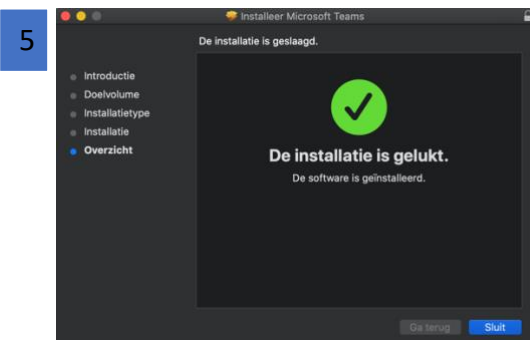 5
Installeer Microsoft Teams
De installatie is geslaagd.
Introductie
Doelvolume
Installatietype
Installatie
Overzicht
De installatie is gelukt.
De software is geïnstalleerd.
Ga terug
Sluit